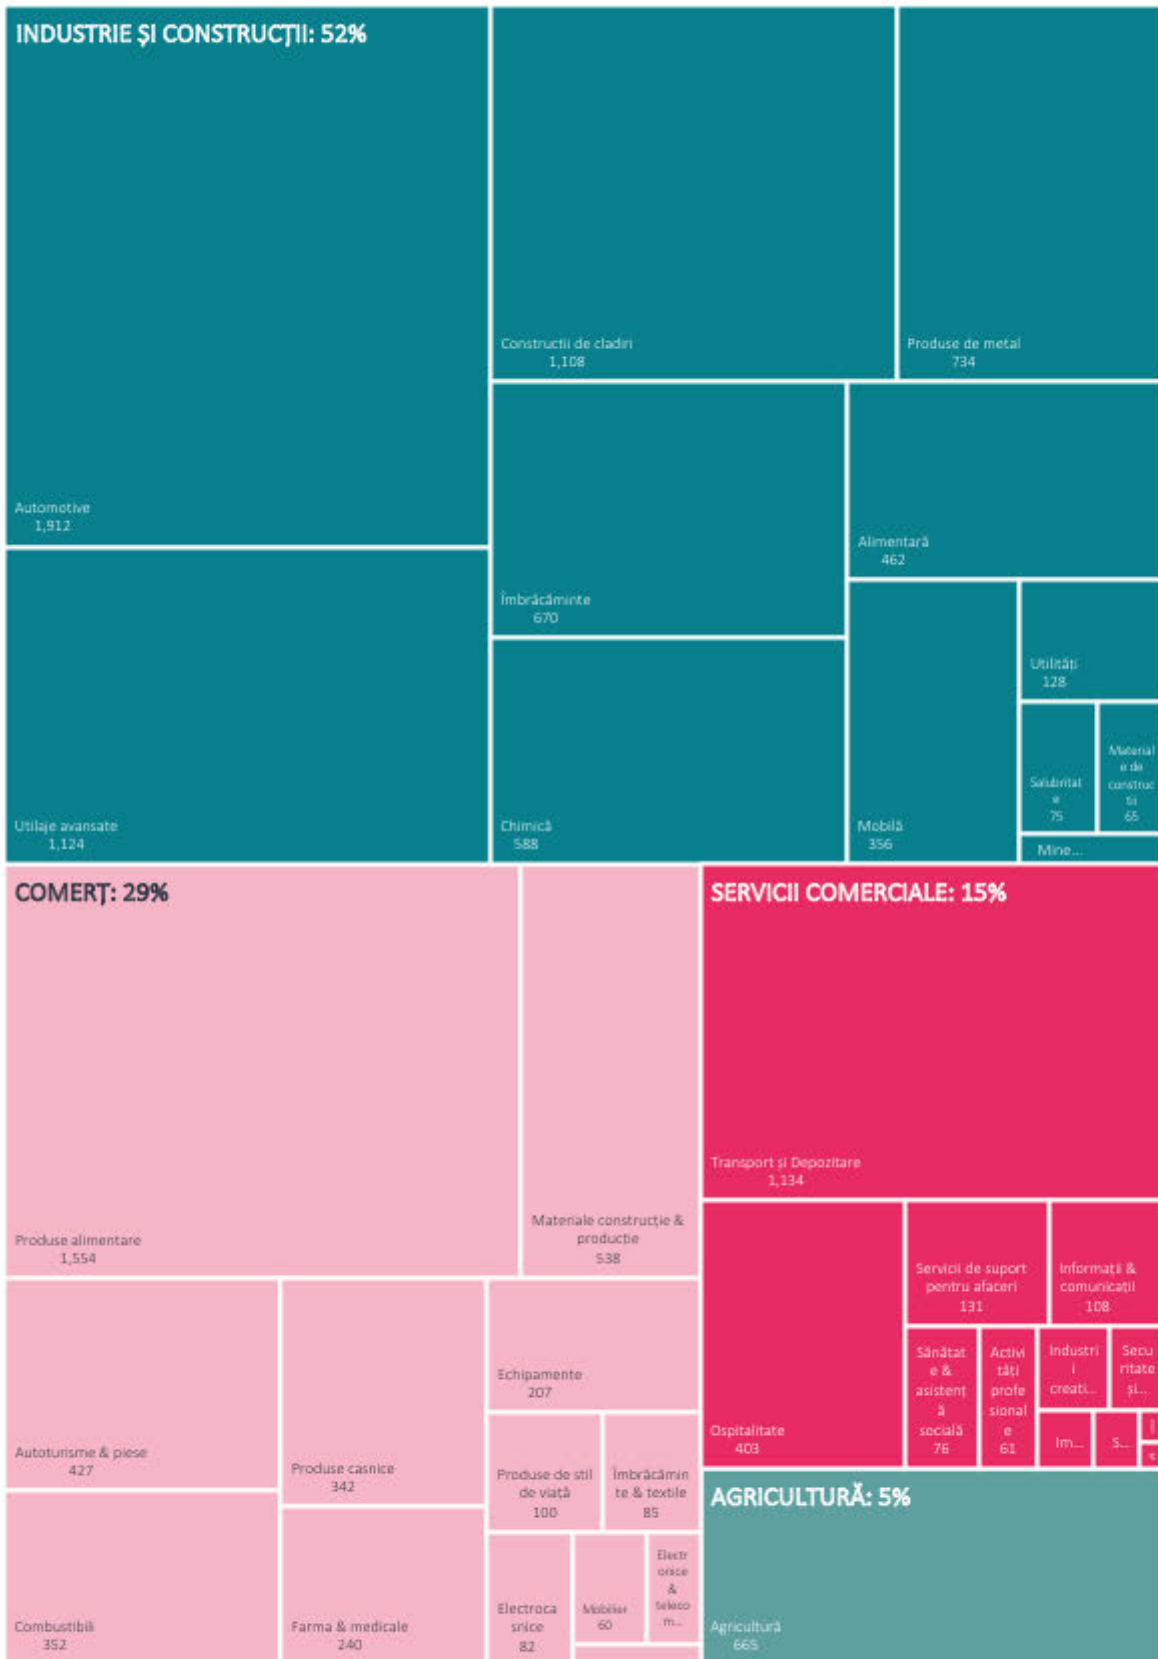 INDUSTRIE ȘI CONSTRUCȚII: 52%
Automotive
1,912
Constructii de cladiri
1,108
Produse de metal
734
Utilaje avansate
1,124
Îmbrăcăminte
670
Chimică
588
Alimentară
462
Mobilă
356
Utilități
128
Salubritat
e
75
Material
e de
construc
tii
65
Mine...
COMERȚ: 29%
Produse alimentare
1,554
Materiale construcție &
producție
538
Autoturisme & piese
427
Combustibili
352
Produse casnice
342
Farma & medicale
240
Echipamente
207
Produse de stil
de viață
100
Îmbrăcămin
te & textile
85
Electroca
snice
82
Mobilier
60
Electr
onice
&
teleco
m...
SERVICII COMERCIALE: 15%
Transport și Depozitare
1,134
Ospitalitate
403
Servicii de suport
pentru afaceri
131
Informații &
comunicații
108
Sănătat
e &
asistenț
ă
socială
76
Activi
tăți
profe
sional
e
61
Industri
i
creati...
Secu
ritate
și...
Im...
S...
AGRICULTURĂ: 5%
Agricultură
665